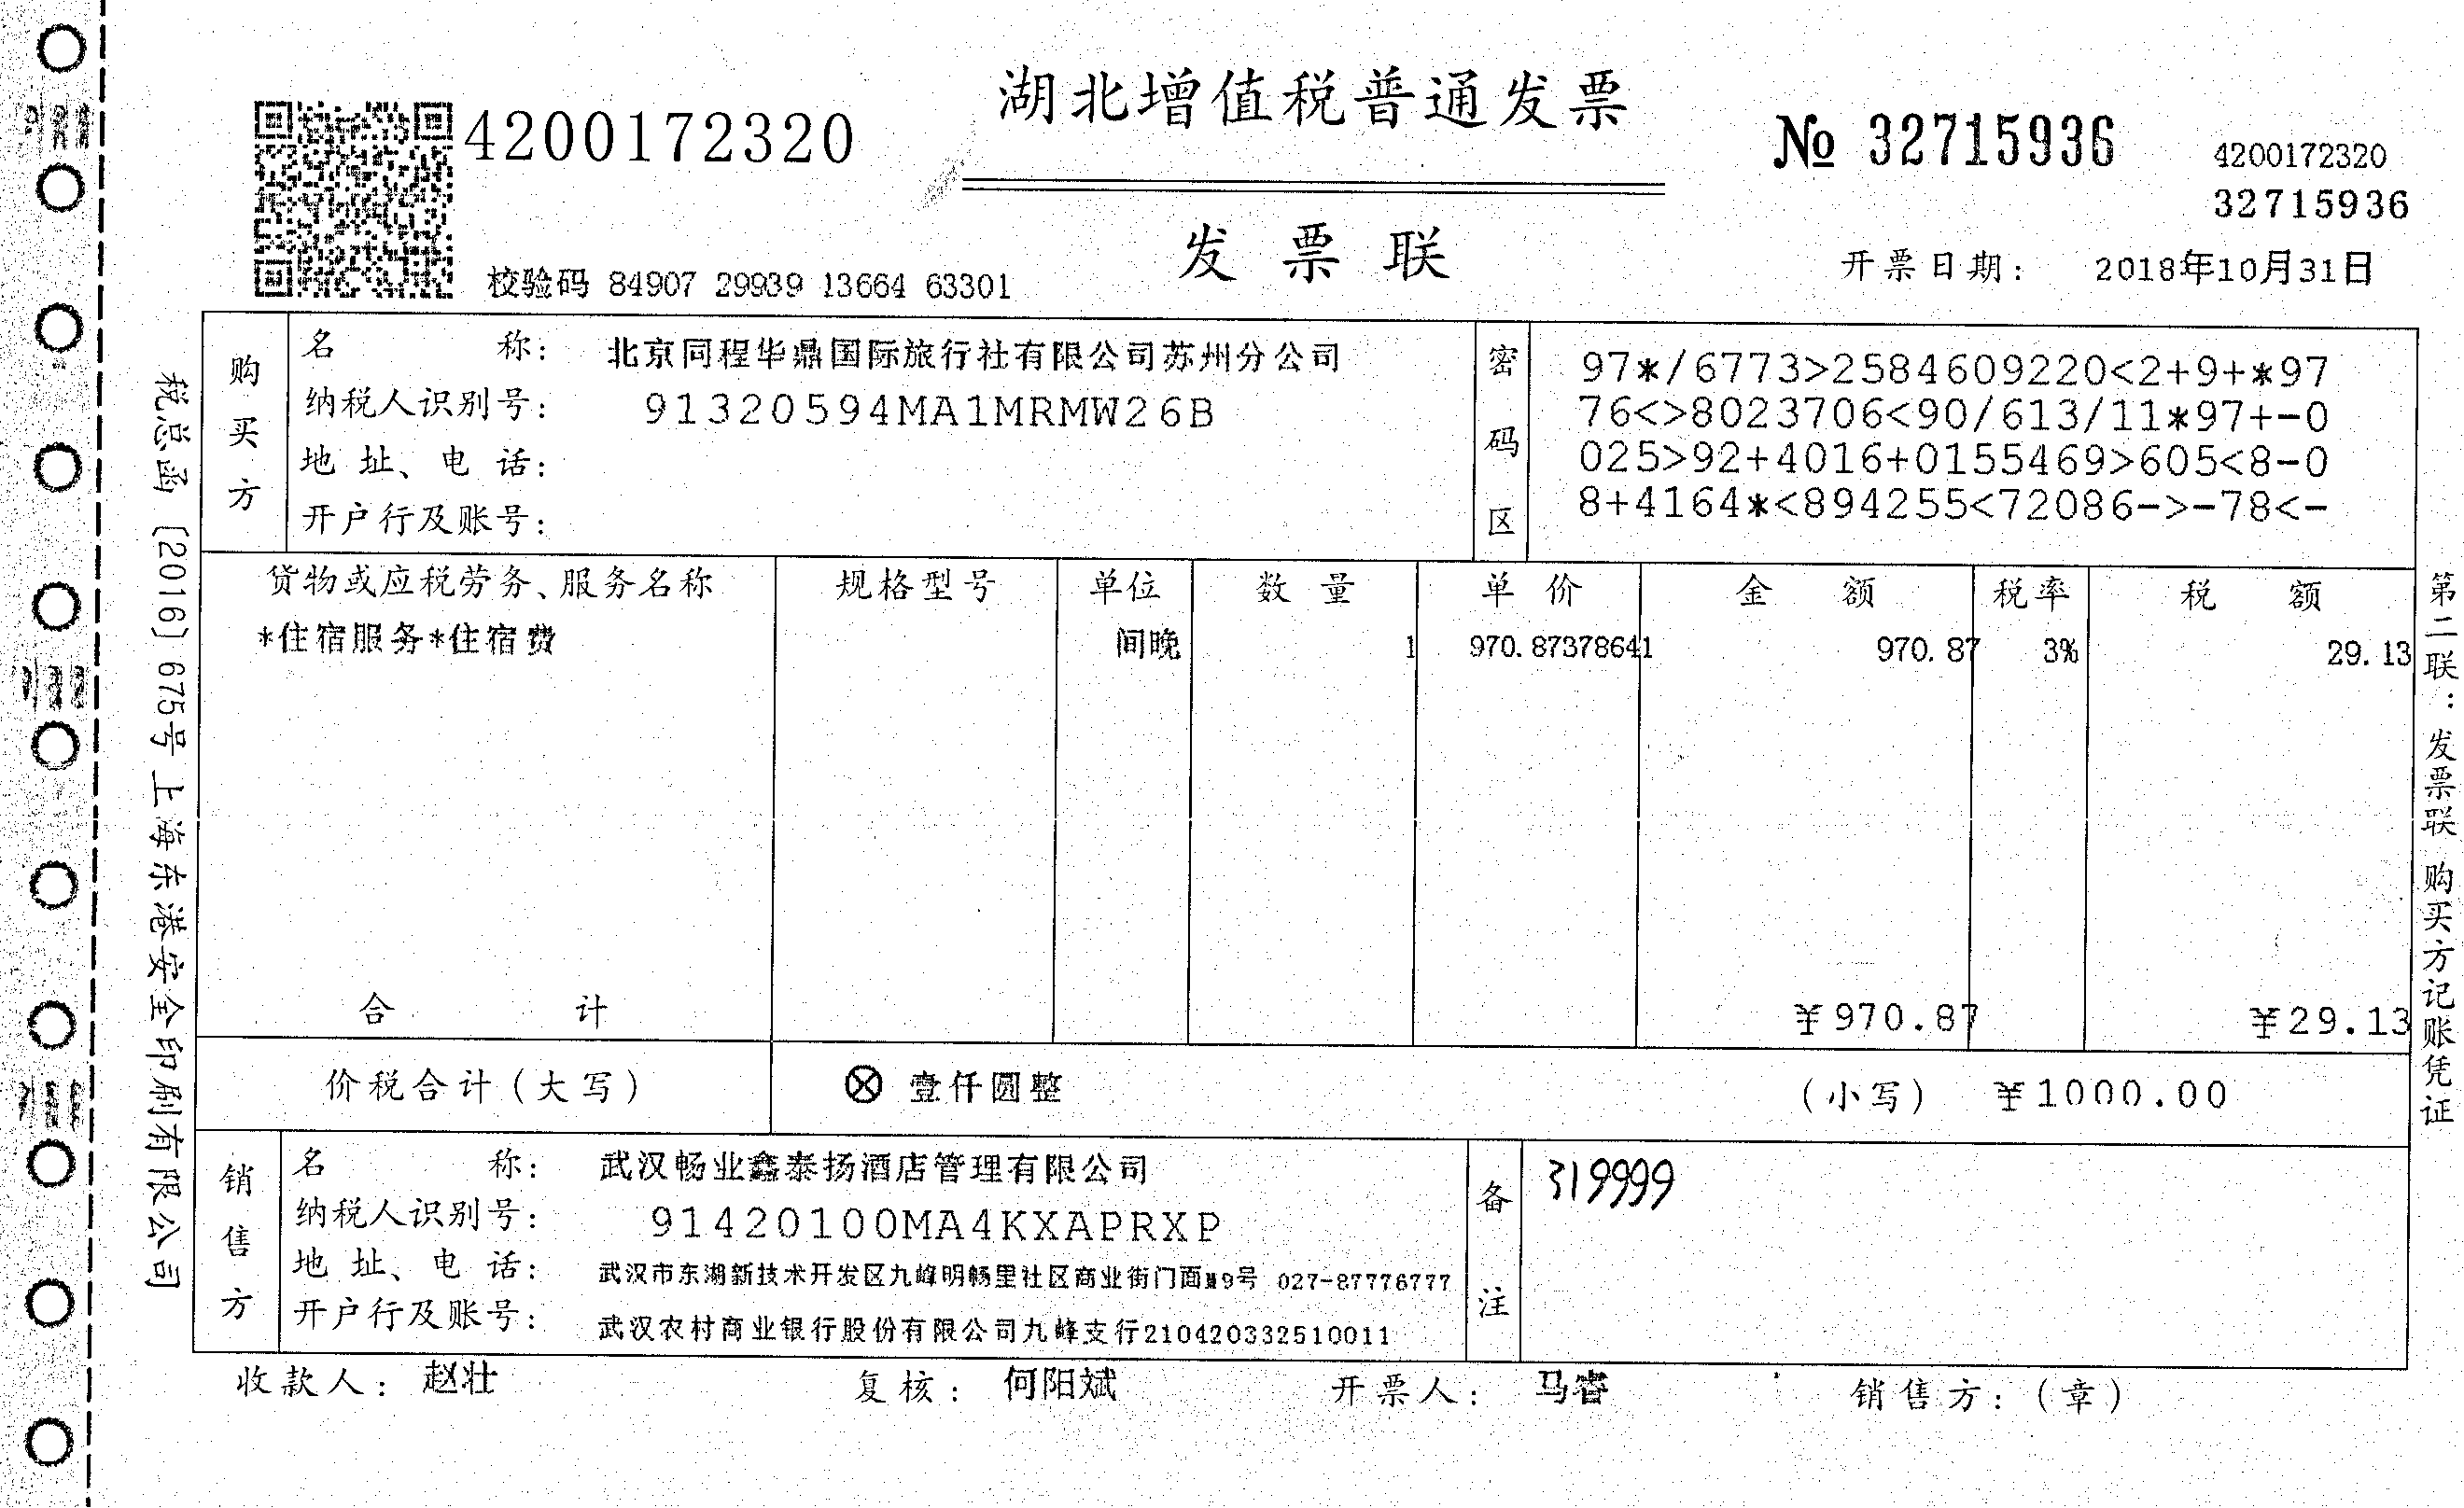 湖北增值税普通发票
4200172320
№ 32715936
4200172320
32715936
发票联
校验码 84907 29939 13664 63301
开票日期: 2018年10月31日
税总函〔2016〕675号上海东港安全印刷有限公司
购买方
名称: 北京同程华鼎国际旅行社有限公司苏州分公司
纳税人识别号: 91320594MA1MRMW26B
地址、电话:
开户行及账号:
密码区
97*/6773>2584609220<2+9+*97
76<>8023706<90/613/11*97+-0
025>92+4016+0155469>605<8-0
8+4164*<894255<72086->-78<-
货物或应税劳务、服务名称 规格型号 单位 数量 单价 金额 税率 税额
*住宿服务*住宿费 间晚 1 970.87378641 970.87 3% 29.13
合计 ¥970.87 ¥29.13
价税合计(大写) ⊗壹仟圆整 (小写) ¥1000.00
销售方
名称: 武汉畅业鑫泰扬酒店管理有限公司
纳税人识别号: 91420100MA4KXAPRXP
地址、电话: 武汉市东湖新技术开发区九峰明畅里社区商业街门面M9号 027-87776777
开户行及账号: 武汉农村商业银行股份有限公司九峰支行210420332510011
备注
319999
收款人: 赵壮 复核: 何阳斌 开票人: 马睿 销售方:(章)
第二联:发票联 购买方记账凭证